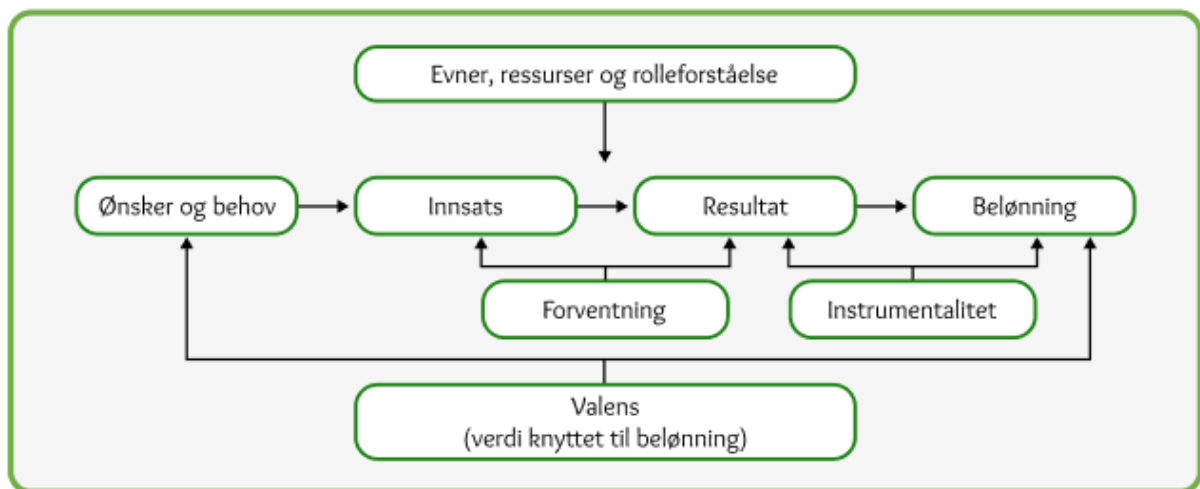 Evner, ressurser og rolleforståelse
Ønsker og behov
Innsats
Resultat
Belønning
Forventning
Instrumentalitet
Valens
(verdi knyttet til belønning)